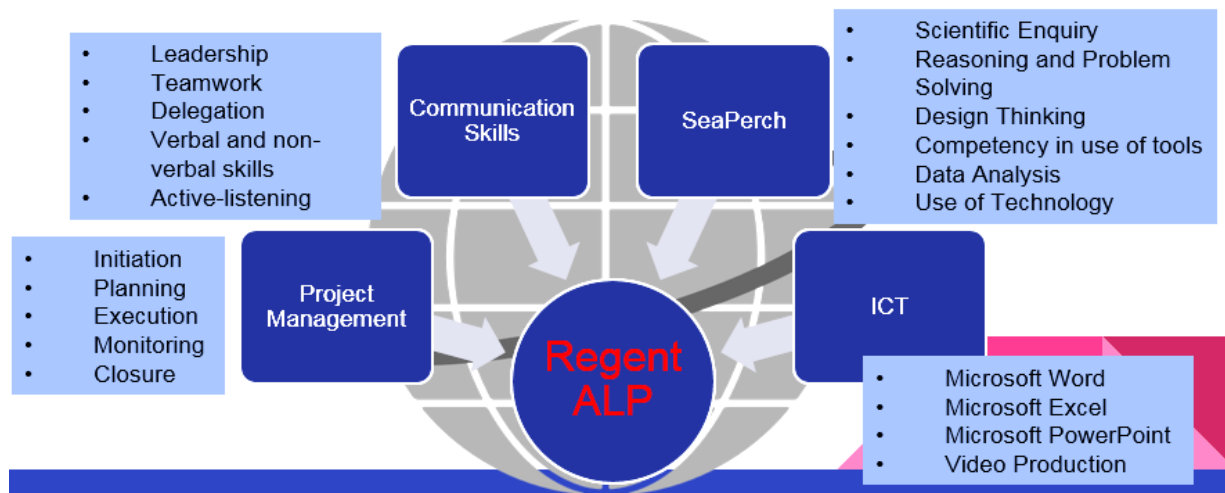 • Leadership
• Teamwork
• Delegation
• Verbal and non-
verbal skills
• Active-listening
Communication
Skills
SeaPerch
• Scientific Enquiry
• Reasoning and Problem
Solving
• Design Thinking
• Competency in use of tools
• Data Analysis
• Use of Technology
• Initiation
• Planning
• Execution
• Monitoring
• Closure
Project
Management
ICT
• Microsoft Word
• Microsoft Excel
• Microsoft PowerPoint
• Video Production
Regent
ALP